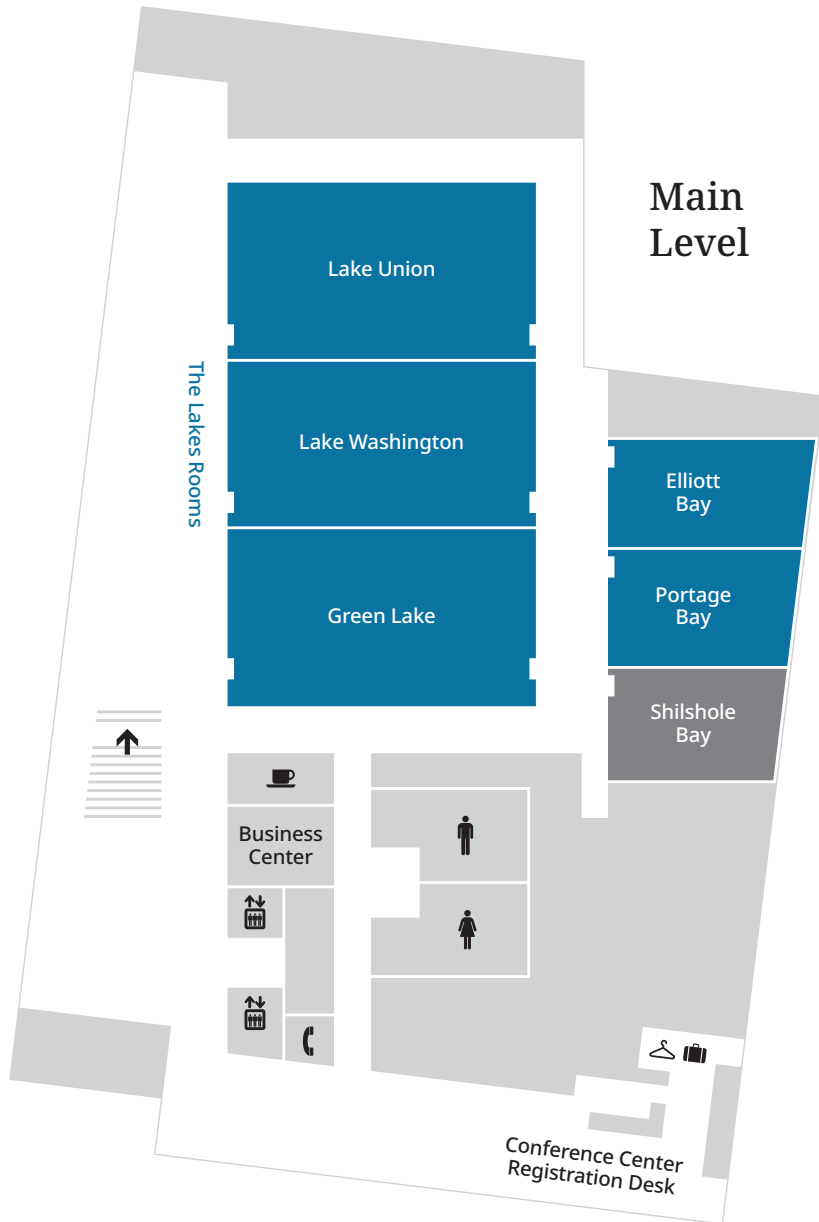 Main
Level
Lake Union
The Lakes Rooms
Lake Washington
Elliott
Bay
Portage
Bay
Green Lake
Shilshole
Bay
Business
Center
Conference Center
Registration Desk